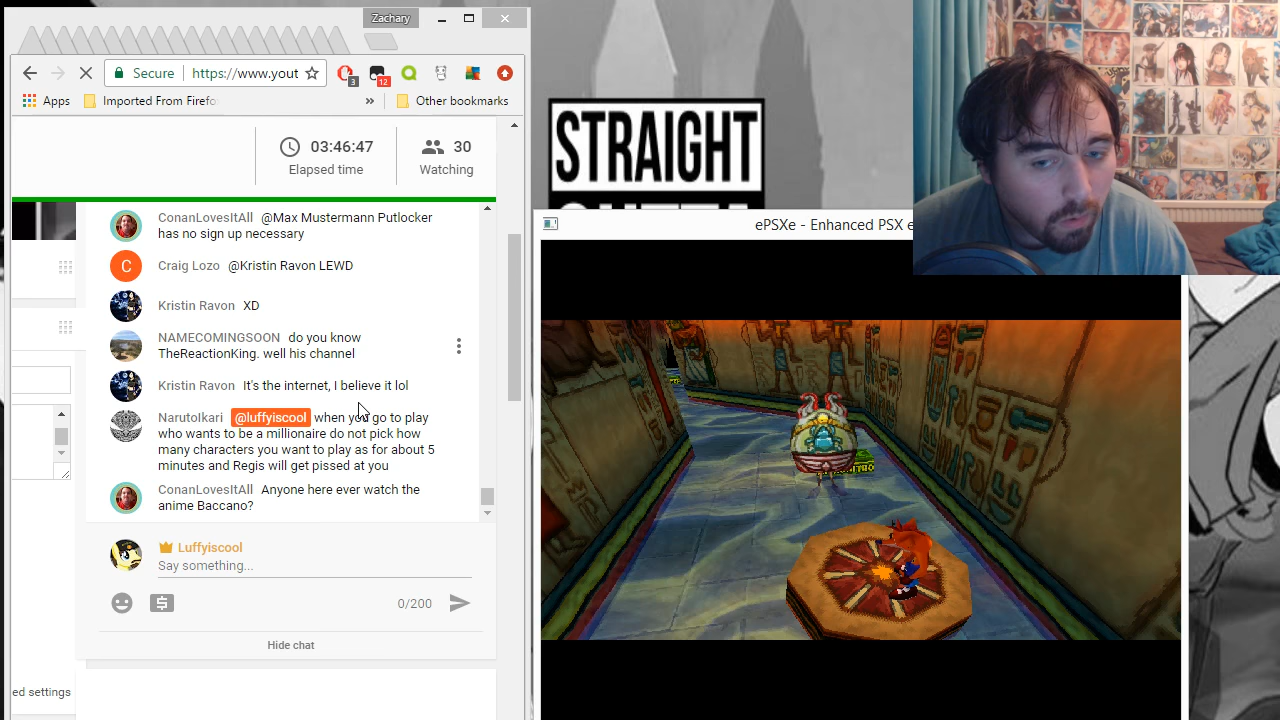 Zachary
Secure
https://www.yout
3
12
Apps
Imported From Firefo
»
Other bookmarks
03:46:47
Elapsed time
30
Watching
ConanLovesItAll @Max Mustermann Putlocker
has no sign up necessary
C
Craig Lozo @Kristin Ravon LEWD
Kristin Ravon XD
NAMECOMINGSOON do you know
TheReactionKing. well his channel
Kristin Ravon It's the internet, I believe it lol
NarutoIkari @luffyiscool when you go to play
who wants to be a millionaire do not pick how
many characters you want to play as for about 5
minutes and Regis will get pissed at you
ConanLovesItAll Anyone here ever watch the
anime Baccano?
Luffyiscool
Say something...
0/200
Hide chat
ed settings
STRAIGHT
ePSXe - Enhanced PSX e